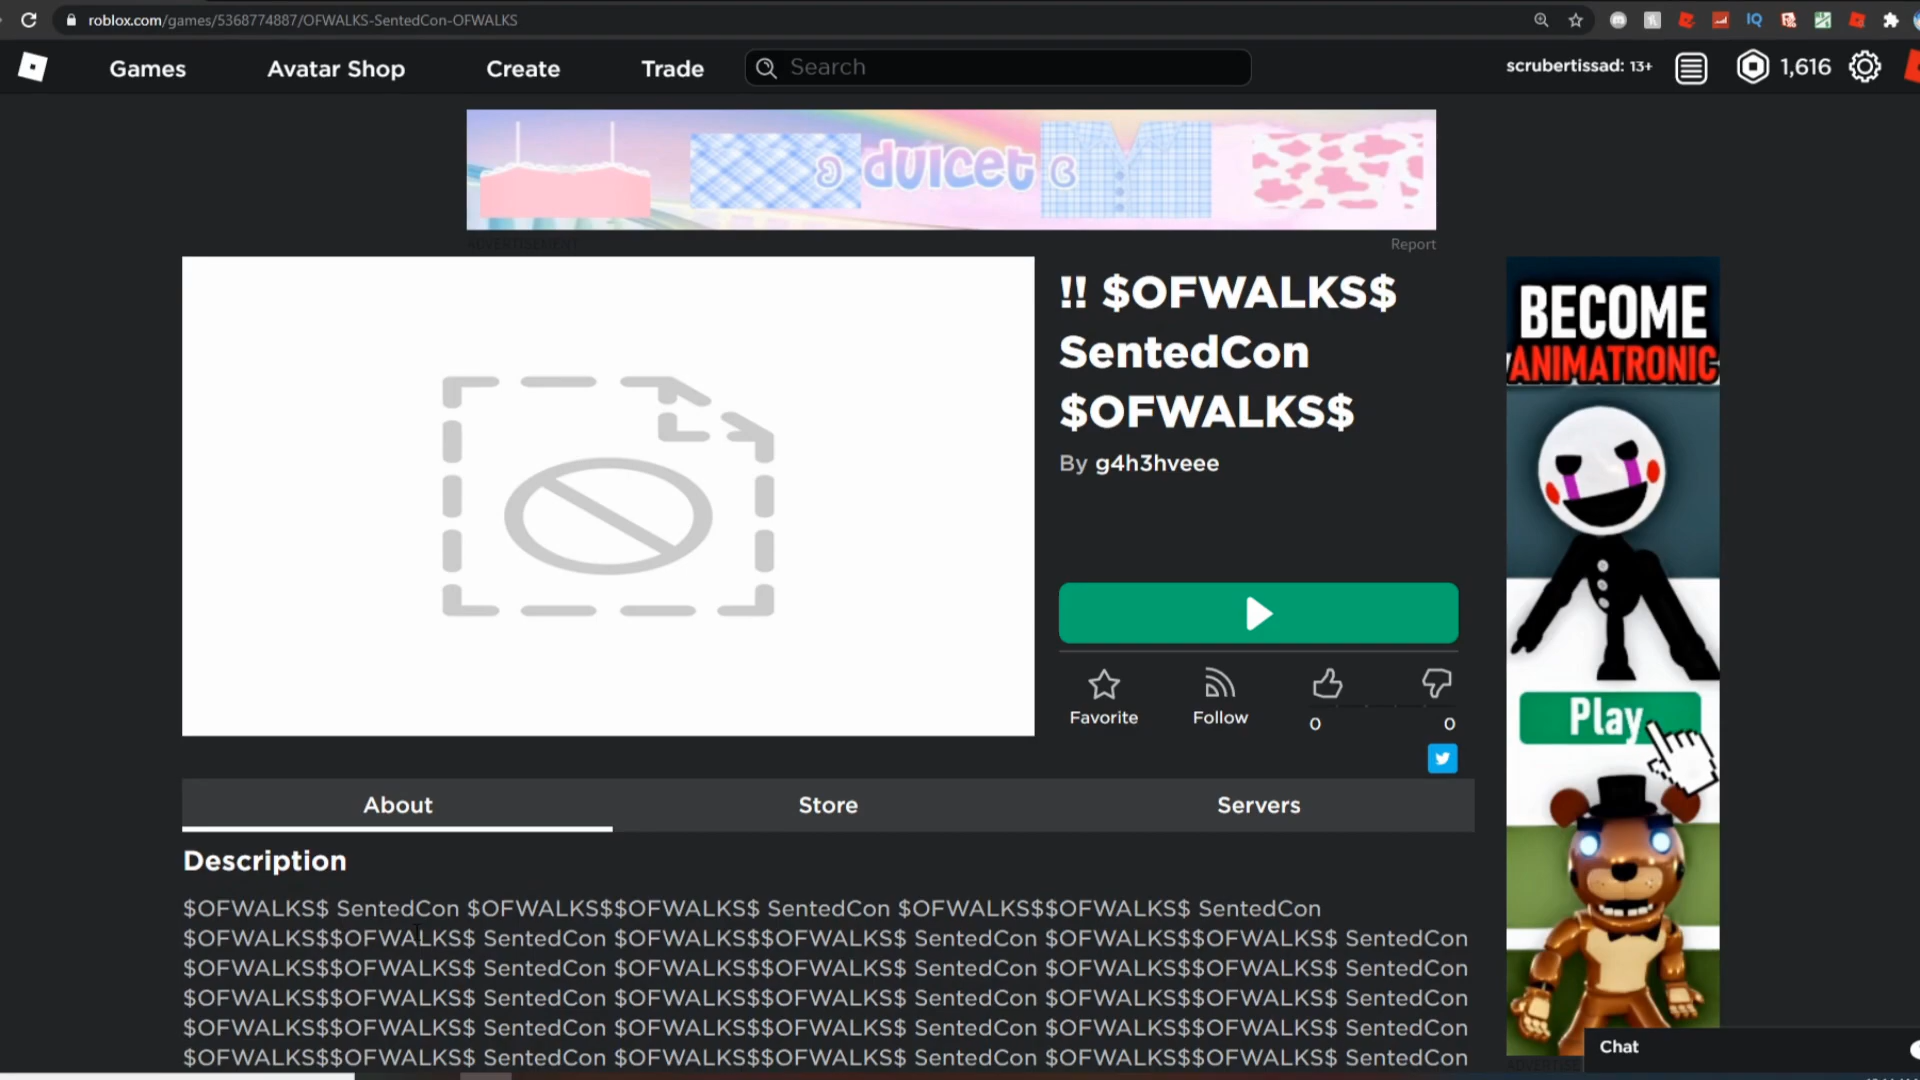 roblox.com/games/5368774887/OFWALKS-SentedCon-OFWALKS
IQ
Games Avatar Shop Create Trade Search scrubertissad: 13+ 1,616
dulcet
ADVERTISEMENT Report
!! $OFWALKS$
SentedCon
$OFWALKS$
By g4h3hveee
Favorite Follow 0 0
BECOME
ANIMATRONIC
Play
About Store Servers
Description
$OFWALKS$ SentedCon $OFWALKS$$OFWALKS$ SentedCon $OFWALKS$$OFWALKS$ SentedCon
$OFWALKS$$OFWALKS$ SentedCon $OFWALKS$$OFWALKS$ SentedCon $OFWALKS$$OFWALKS$ SentedCon
$OFWALKS$$OFWALKS$ SentedCon $OFWALKS$$OFWALKS$ SentedCon $OFWALKS$$OFWALKS$ SentedCon
$OFWALKS$$OFWALKS$ SentedCon $OFWALKS$$OFWALKS$ SentedCon $OFWALKS$$OFWALKS$ SentedCon
$OFWALKS$$OFWALKS$ SentedCon $OFWALKS$$OFWALKS$ SentedCon $OFWALKS$$OFWALKS$ SentedCon
$OFWALKS$$OFWALKS$ SentedCon $OFWALKS$$OFWALKS$ SentedCon $OFWALKS$$OFWALKS$ SentedCon
Chat